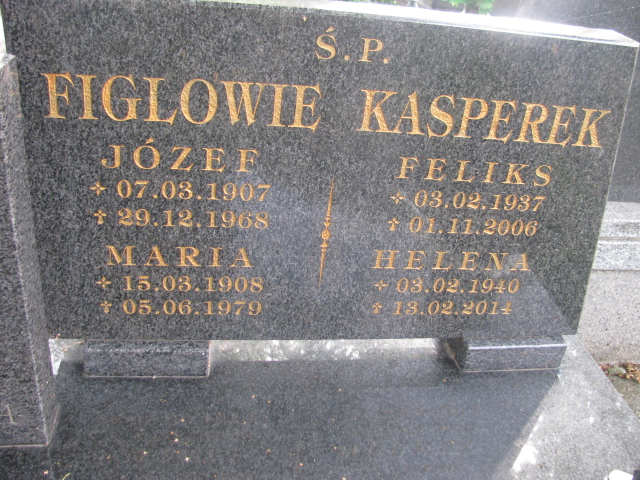 Ś.P.
FIGLOWIE
JÓZEF
07.03.1907
✝ 29.12.1968
MARIA
15.03.1908
✝ 05.06.1979
KASPEREK
FELIKS
03.02.1937
✝ 01.11.2006
HELENA
03.02.1940
✝ 13.02.2014